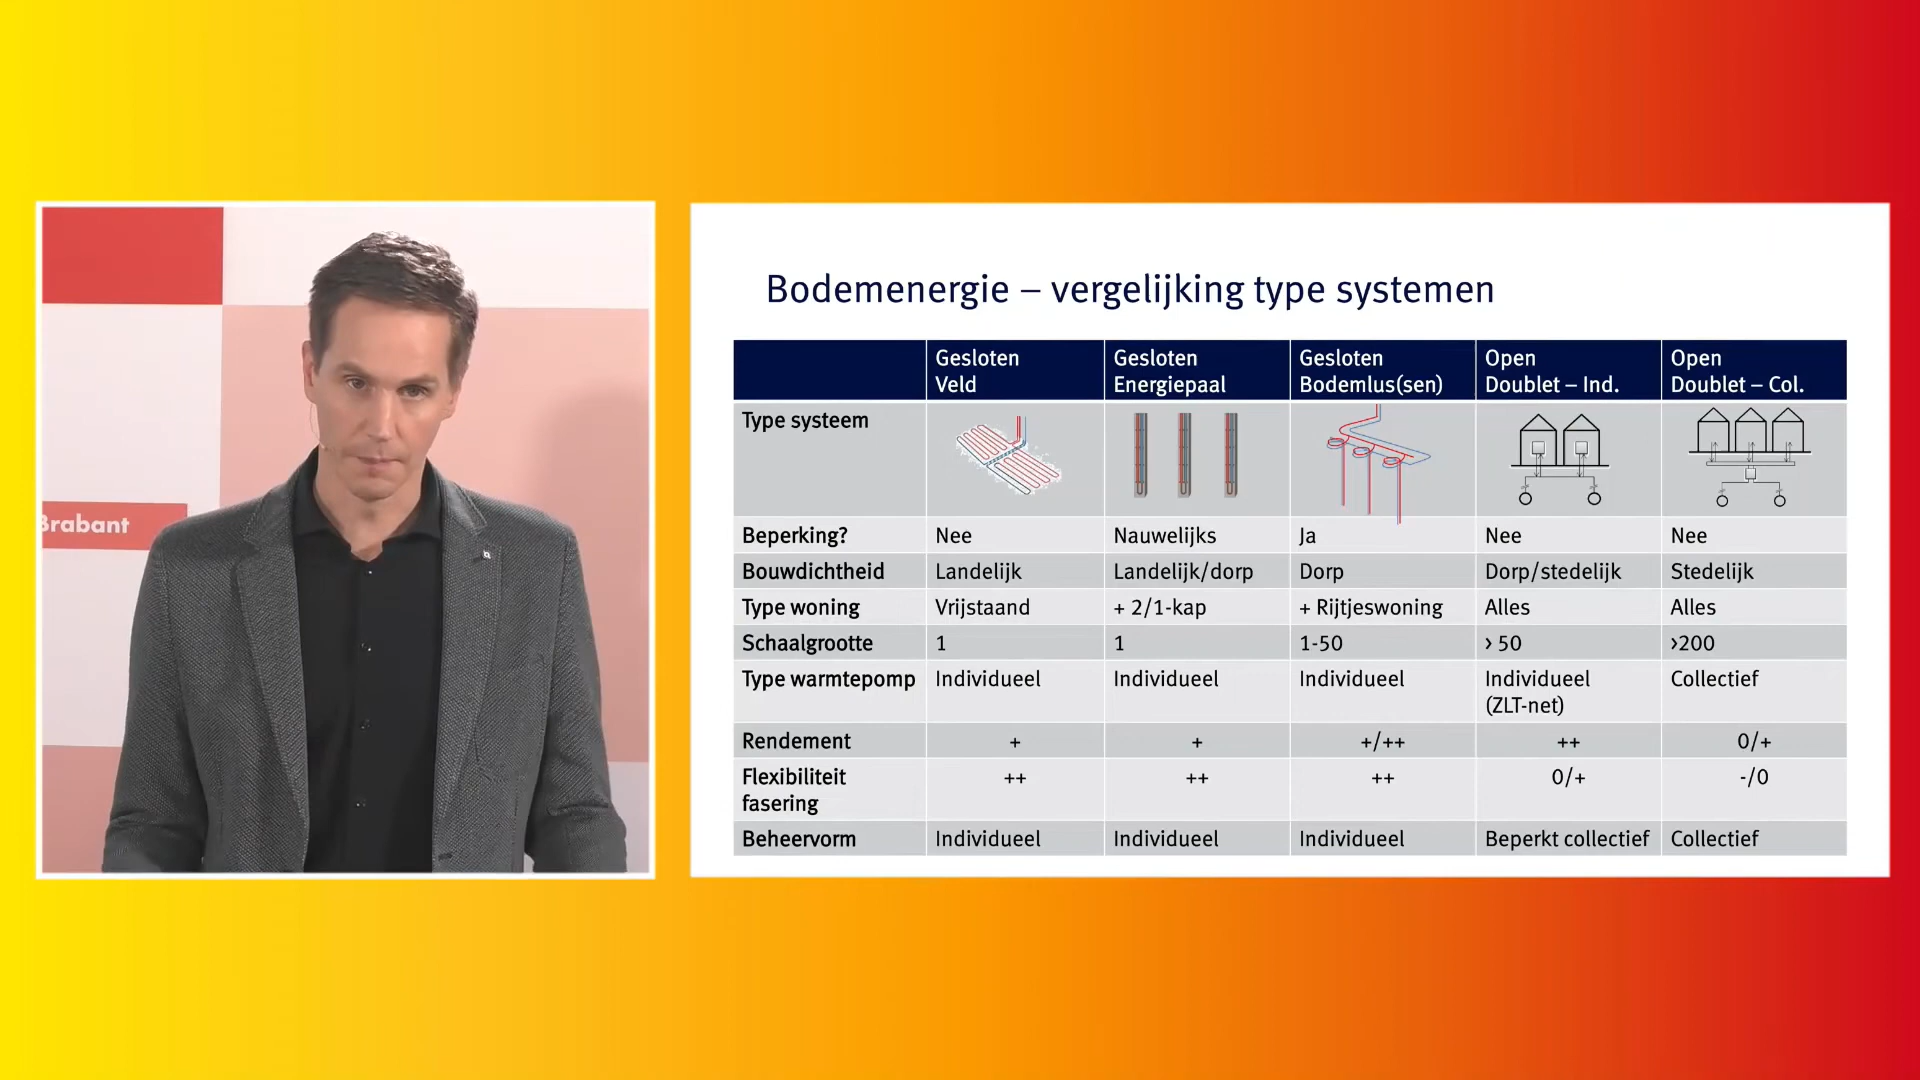 Brabant
Bodemenergie – vergelijking type systemen
Gesloten Veld
Gesloten Energiepaal
Gesloten Bodemlus(sen)
Open Doublet – Ind.
Open Doublet – Col.
Type systeem
Beperking? Nee Nauwelijks Ja Nee Nee
Bouwdichtheid Landelijk Landelijk/dorp Dorp Dorp/stedelijk Stedelijk
Type woning Vrijstaand + 2/1-kap + Rijtjeswoning Alles Alles
Schaalgrootte 1 1 1-50 > 50 >200
Type warmtepomp Individueel Individueel Individueel Individueel (ZLT-net) Collectief
Rendement + + +/++ ++ 0/+
Flexibiliteit fasering ++ ++ ++ 0/+ -/0
Beheervorm Individueel Individueel Individueel Beperkt collectief Collectief